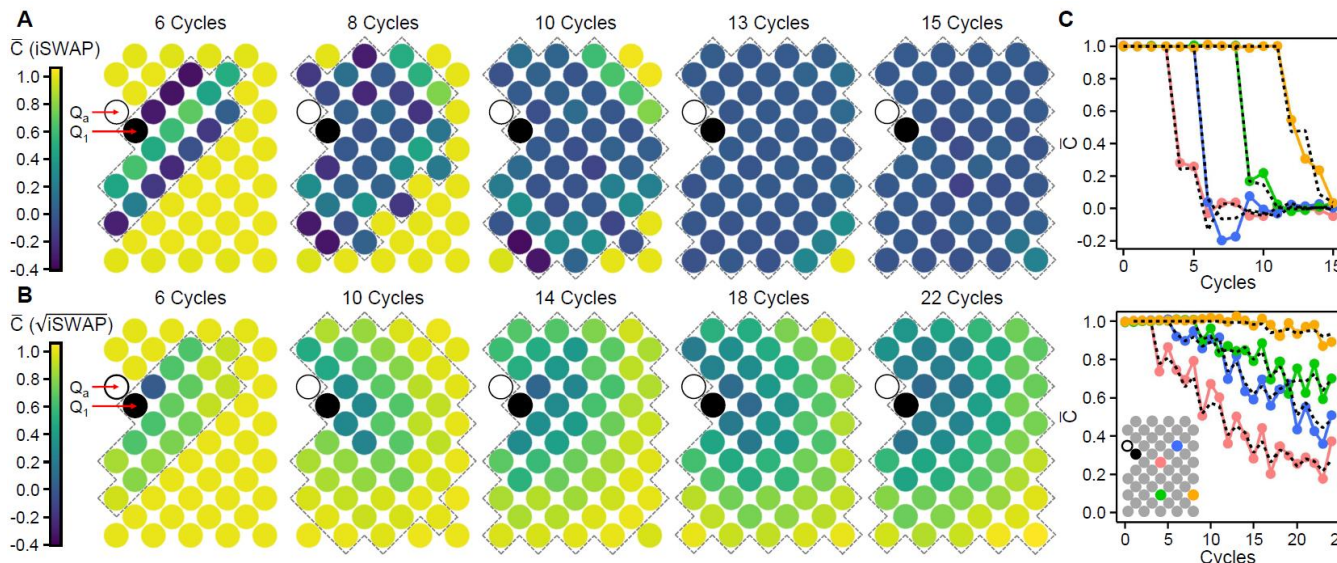 A
6 Cycles
8 Cycles
10 Cycles
13 Cycles
15 Cycles
C
C̅ (iSWAP)
1.0
0.8
0.6
0.4
0.2
0.0
-0.2
-0.4
Qa
Q1
C̅
1.0
0.8
0.6
0.4
0.2
0.0
-0.2
0
5
10
15
Cycles
B
6 Cycles
10 Cycles
14 Cycles
18 Cycles
22 Cycles
C̅ (√iSWAP)
1.0
0.8
0.6
0.4
0.2
0.0
-0.2
-0.4
Qa
Q1
C̅
1.0
0.8
0.6
0.4
0.2
0.0
0
5
10
15
20
Cycles